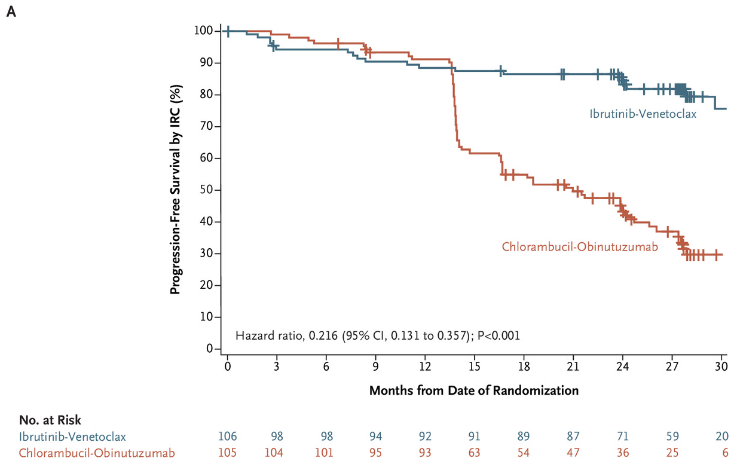 A
100
90
80
70
60
50
40
30
20
10
0
Progression-Free Survival by IRC (%)
Ibrutinib-Venetoclax
Chlorambucil-Obinutuzumab
Hazard ratio, 0.216 (95% CI, 0.131 to 0.357); P<0.001
0 3 6 9 12 15 18 21 24 27 30
Months from Date of Randomization
No. at Risk
Ibrutinib-Venetoclax 106 98 98 94 92 91 89 87 71 59 20
Chlorambucil-Obinutuzumab 105 104 101 95 93 63 54 47 36 25 6